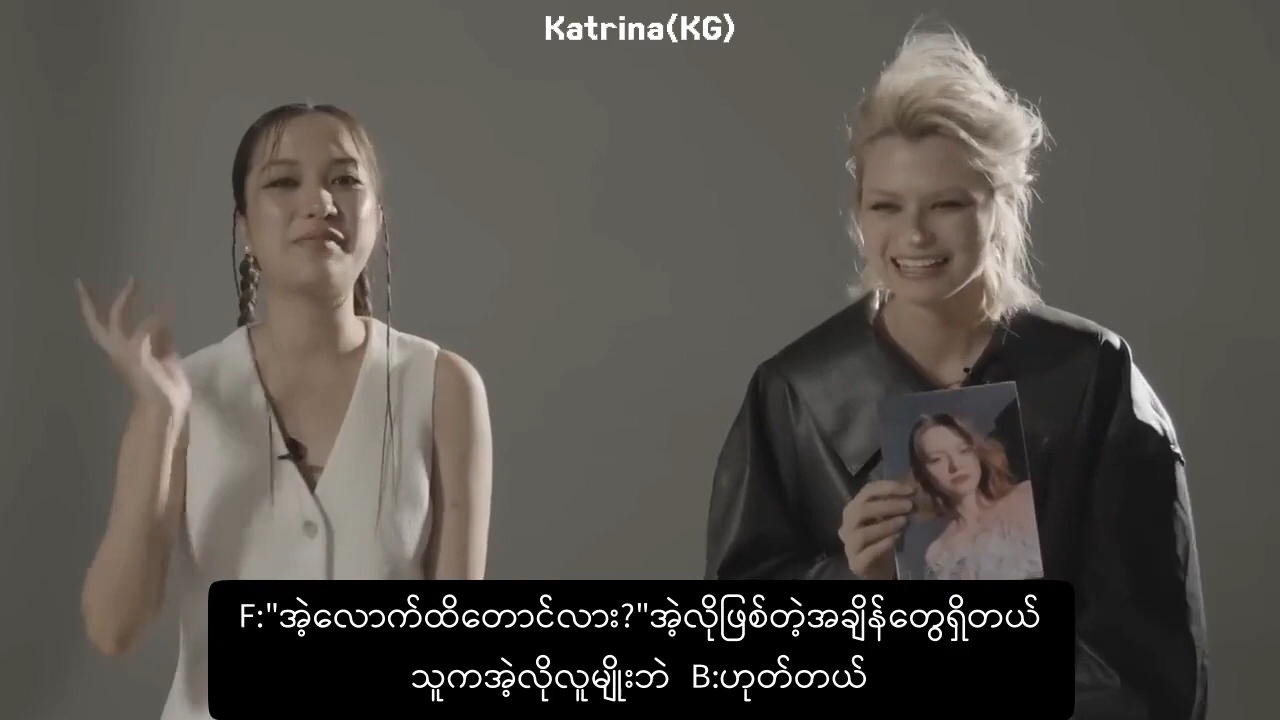 Katrina(KG)
F:"အဲ့လောက်ထိတောင်လား?"အဲ့လိုဖြစ်တဲ့အချိန်တွေရှိတယ်
သူကအဲ့လိုလူမျိုးဘဲ B:ဟုတ်တယ်